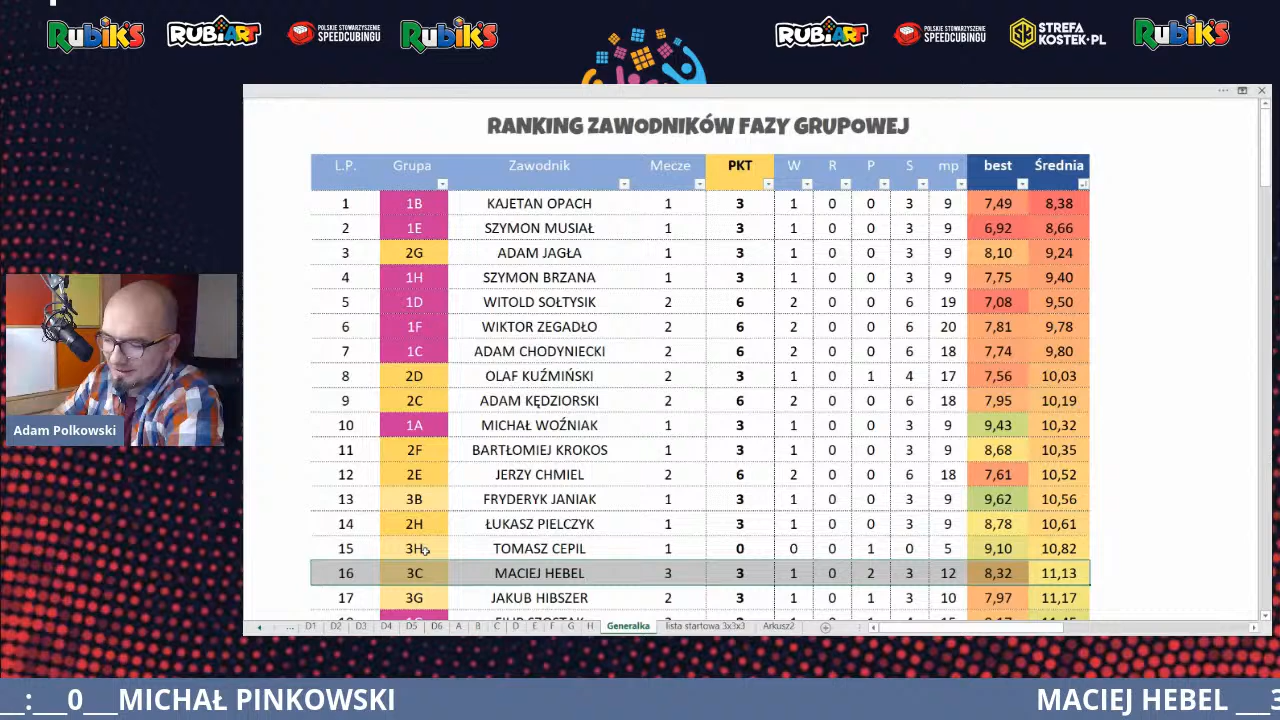 RUBIK'S RUBIART POLSKIE STOWARZYSZENIE SPEEDCUBINGU RUBIK'S RUBIART POLSKIE STOWARZYSZENIE SPEEDCUBINGU STREFA KOSTEK.PL RUBIK'S
RANKING ZAWODNIKÓW FAZY GRUPOWEJ
L.P. Grupa Zawodnik Mecze PKT W R P S mp best Średnia
1 1B KAJETAN OPACH 1 3 1 0 0 3 9 7,49 8,38
2 1E SZYMON MUSIAŁ 1 3 1 0 0 3 9 6,92 8,66
3 2G ADAM JAGŁA 1 3 1 0 0 3 9 8,10 9,24
4 1H SZYMON BRZANA 1 3 1 0 0 3 9 7,75 9,40
5 1D WITOLD SOŁTYSIK 2 6 2 0 0 6 19 7,08 9,50
6 1F WIKTOR ZEGADŁO 2 6 2 0 0 6 20 7,81 9,78
7 1C ADAM CHODYNIECKI 2 6 2 0 0 6 18 7,74 9,80
8 2D OLAF KUŹMIŃSKI 2 3 1 0 1 4 17 7,56 10,03
9 2C ADAM KĘDZIORSKI 2 6 2 0 0 6 18 7,95 10,19
10 1A MICHAŁ WOŹNIAK 1 3 1 0 0 3 9 9,43 10,32
11 2F BARTŁOMIEJ KROKOS 1 3 1 0 0 3 9 8,68 10,35
12 2E JERZY CHMIEL 2 6 2 0 0 6 18 7,61 10,52
13 3B FRYDERYK JANIAK 1 3 1 0 0 3 9 9,62 10,56
14 2H ŁUKASZ PIELCZYK 1 3 1 0 0 3 9 8,78 10,61
15 3H TOMASZ CEPIL 1 0 0 0 1 0 5 9,10 10,82
16 3C MACIEJ HEBEL 3 3 1 0 2 3 12 8,32 11,13
17 3G JAKUB HIBSZER 2 3 1 0 1 3 10 7,97 11,17
Adam Polkowski
... D1 D2 D3 D4 D5 D6 A B C D E F G H Generalka lista startowa 3x3x3 Arkusz2
__:__0__MICHAŁ PINKOWSKI MACIEJ HEBEL __3